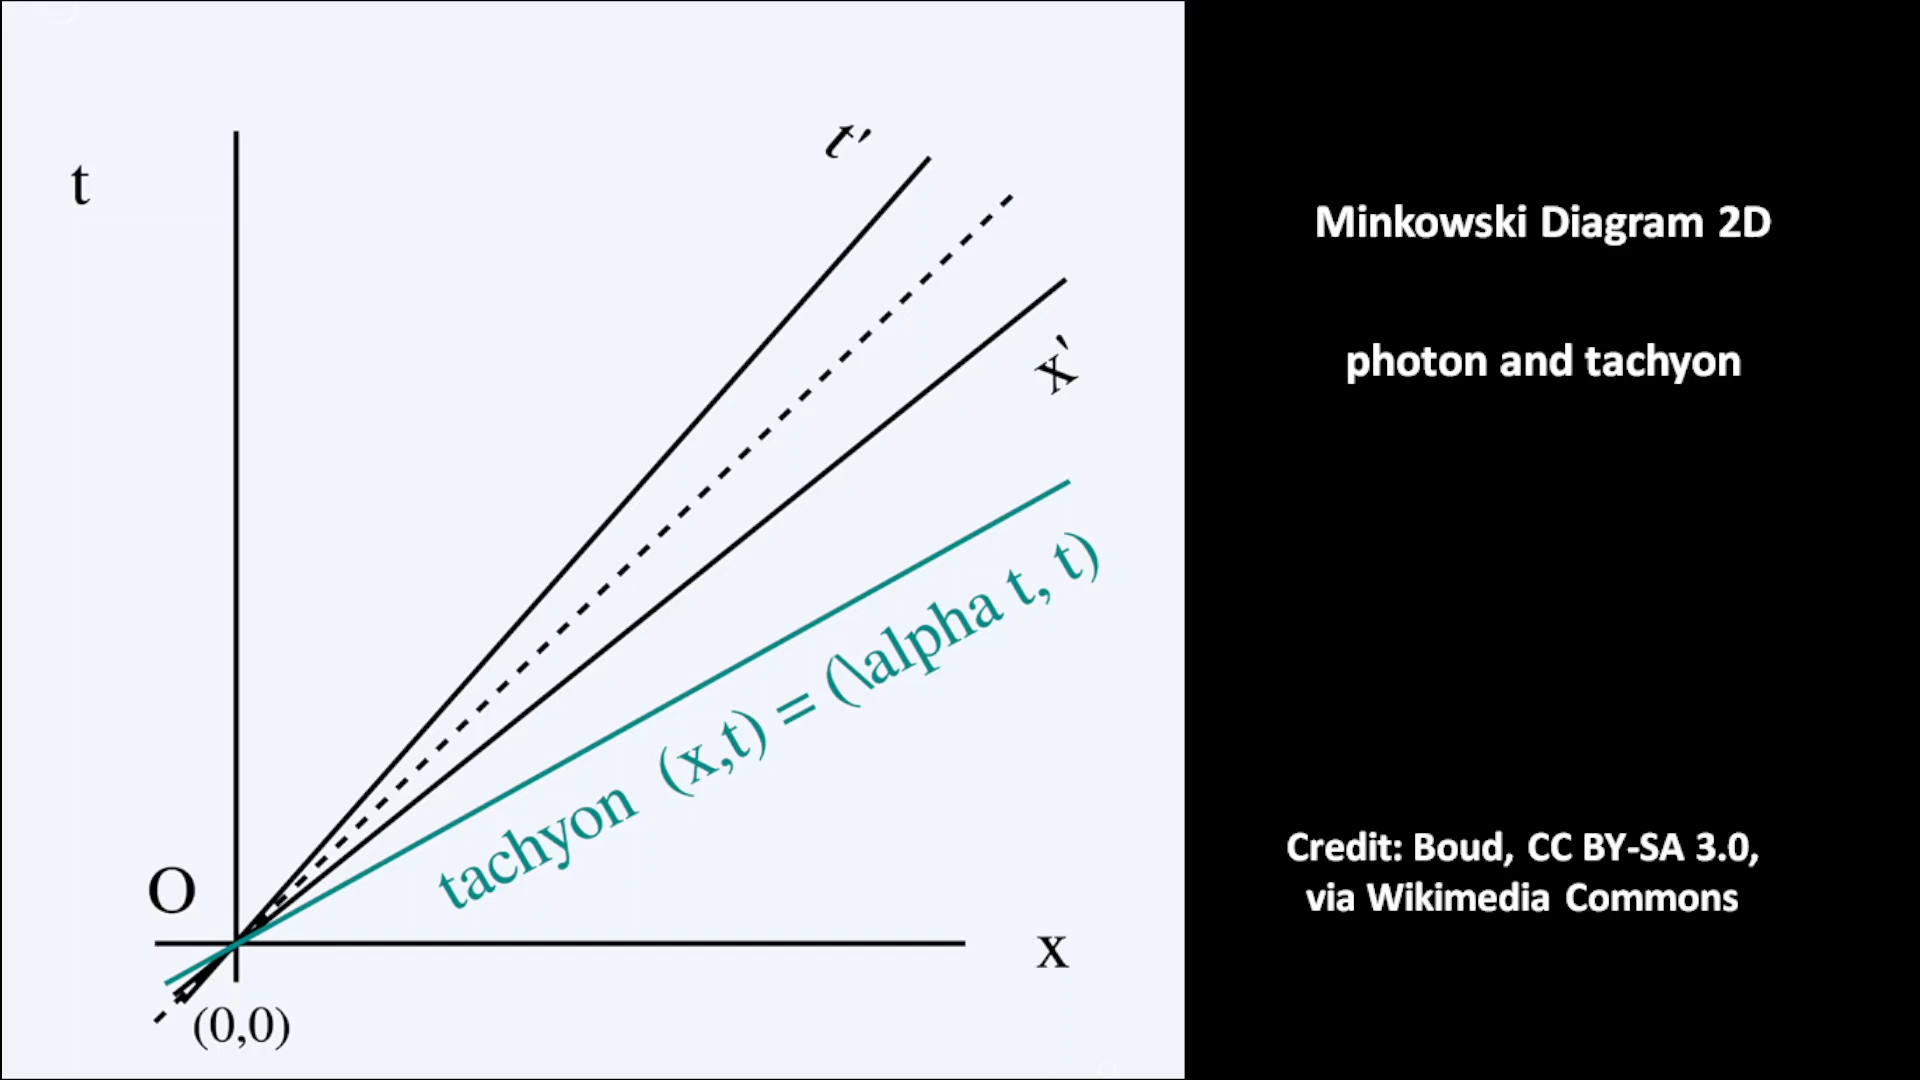 t
t'
x'
tachyon (x,t) = (\alpha t, t)
O
x
(0,0)
Minkowski Diagram 2D
photon and tachyon
Credit: Boud, CC BY-SA 3.0,
via Wikimedia Commons